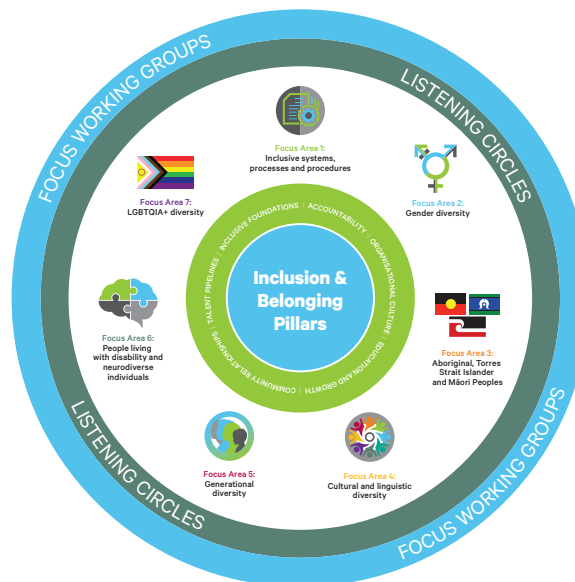 FOCUS WORKING GROUPS
LISTENING CIRCLES
Focus Area 1:
Inclusive systems,
processes and procedures
Focus Area 2:
Gender diversity
Focus Area 3:
Aboriginal, Torres
Strait Islander
and Māori Peoples
Focus Area 4:
Cultural and linguistic
diversity
Focus Area 5:
Generational
diversity
Focus Area 6:
People living
with disability and
neurodiverse
individuals
Focus Area 7:
LGBTQIA+ diversity
INCLUSIVE FOUNDATIONS | ACCOUNTABILITY | ORGANISATIONAL CULTURE | EDUCATION AND GROWTH | COMMUNITY RELATIONSHIPS | TALENT PIPELINES |
Inclusion &
Belonging
Pillars
LISTENING CIRCLES
FOCUS WORKING GROUPS